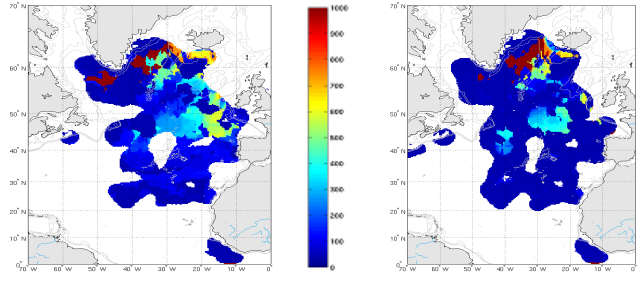 70° N
60° N
50° N
40° N
30° N
20° N
10° N
0°
70° W
60° W
50° W
40° W
30° W
20° W
10° W
0
1000
900
800
700
600
500
400
300
200
100
0
70° N
60° N
50° N
40° N
30° N
20° N
10° N
0°
70° W
60° W
50° W
40° W
30° W
20° W
10° W
0